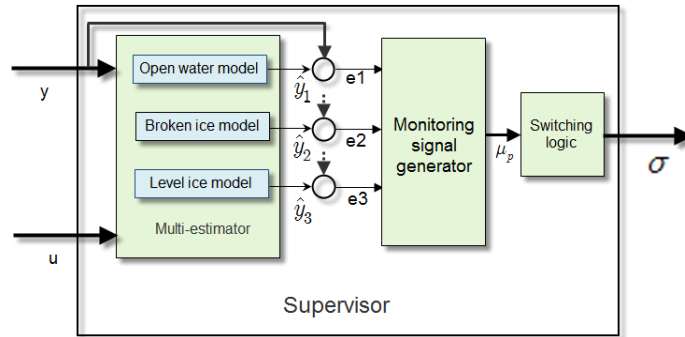 y
Open water model
ŷ₁
e1
Broken ice model
ŷ₂
e2
Level ice model
ŷ₃
e3
Multi-estimator
u
Monitoring
signal
generator
μₚ
Switching
logic
σ
Supervisor